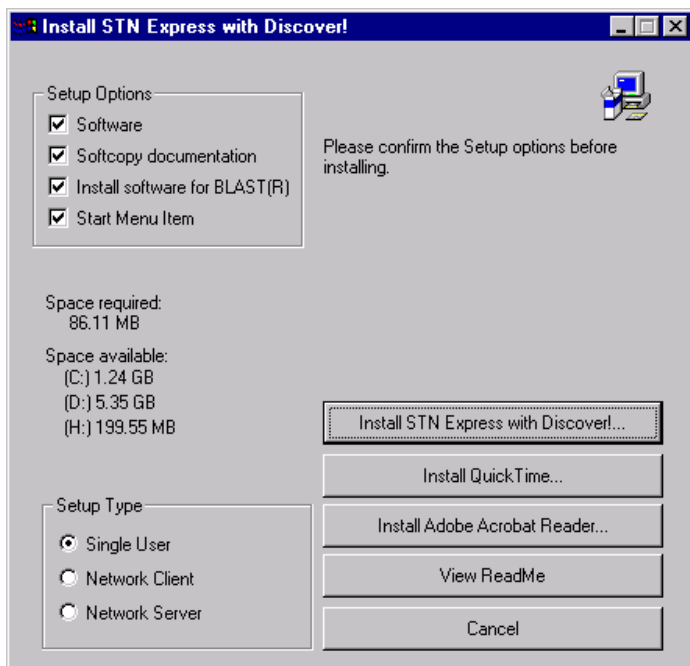 Install STN Express with Discover!
Setup Options
Software
Softcopy documentation
Install software for BLAST(R)
Start Menu Item
Please confirm the Setup options before
installing.
Space required:
86.11 MB
Space available:
(C:) 1.24 GB
(D:) 5.35 GB
(H:) 199.55 MB
Setup Type
Single User
Network Client
Network Server
Install STN Express with Discover!...
Install QuickTime...
Install Adobe Acrobat Reader...
View ReadMe
Cancel